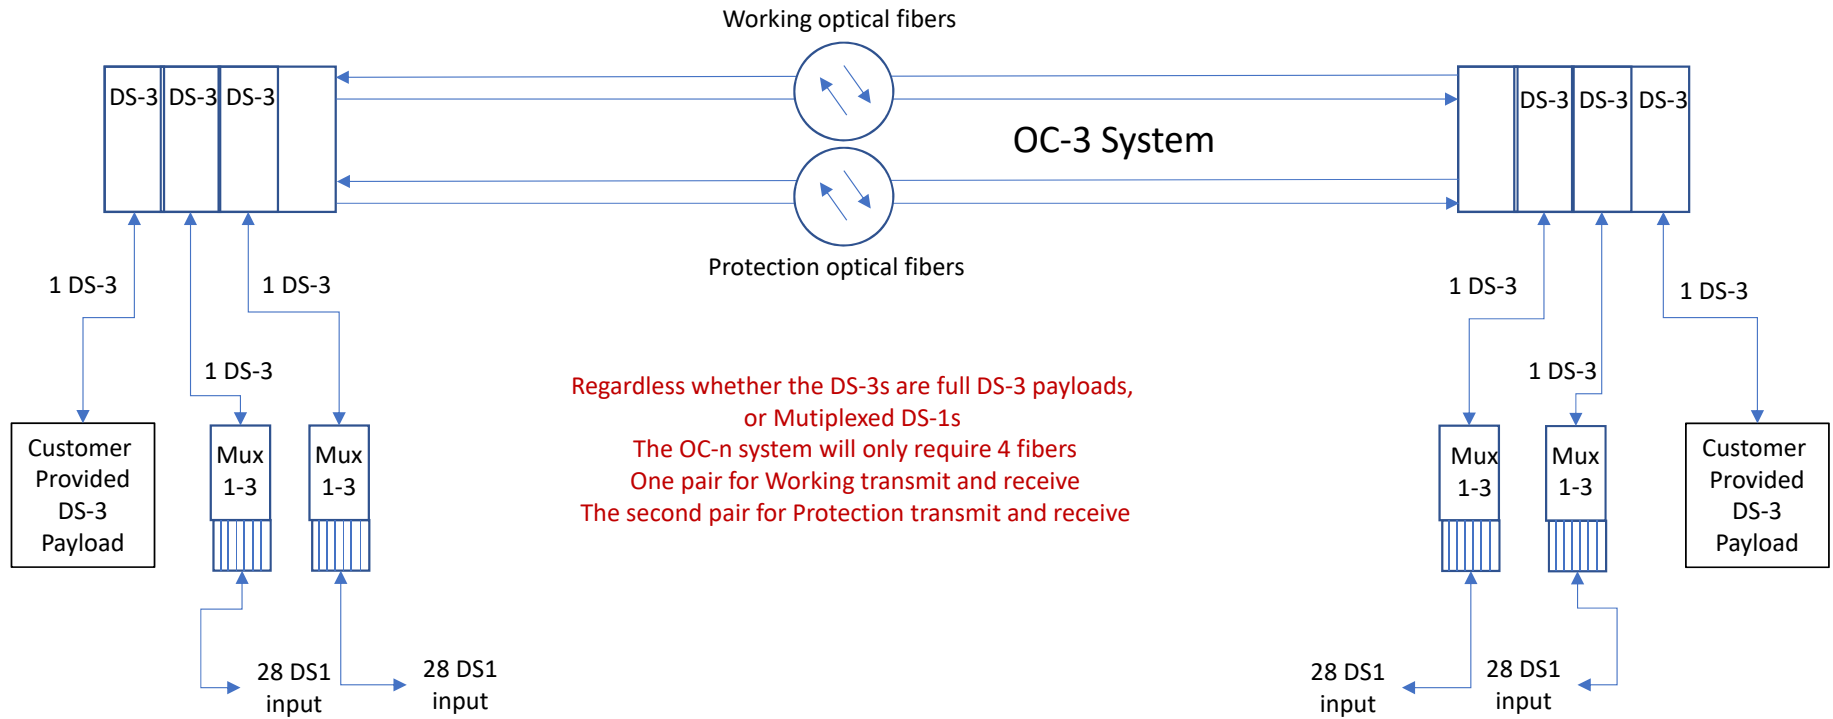 Working optical fibers
DS-3 DS-3 DS-3
DS-3 DS-3 DS-3
OC-3 System
Protection optical fibers
1 DS-3
1 DS-3
1 DS-3
1 DS-3
1 DS-3
1 DS-3
Regardless whether the DS-3s are full DS-3 payloads,
or Mutiplexed DS-1s
The OC-n system will only require 4 fibers
One pair for Working transmit and receive
The second pair for Protection transmit and receive
Customer
Provided
DS-3
Payload
Mux
1-3
Mux
1-3
Mux
1-3
Mux
1-3
Customer
Provided
DS-3
Payload
28 DS1
input
28 DS1
input
28 DS1
input
28 DS1
input